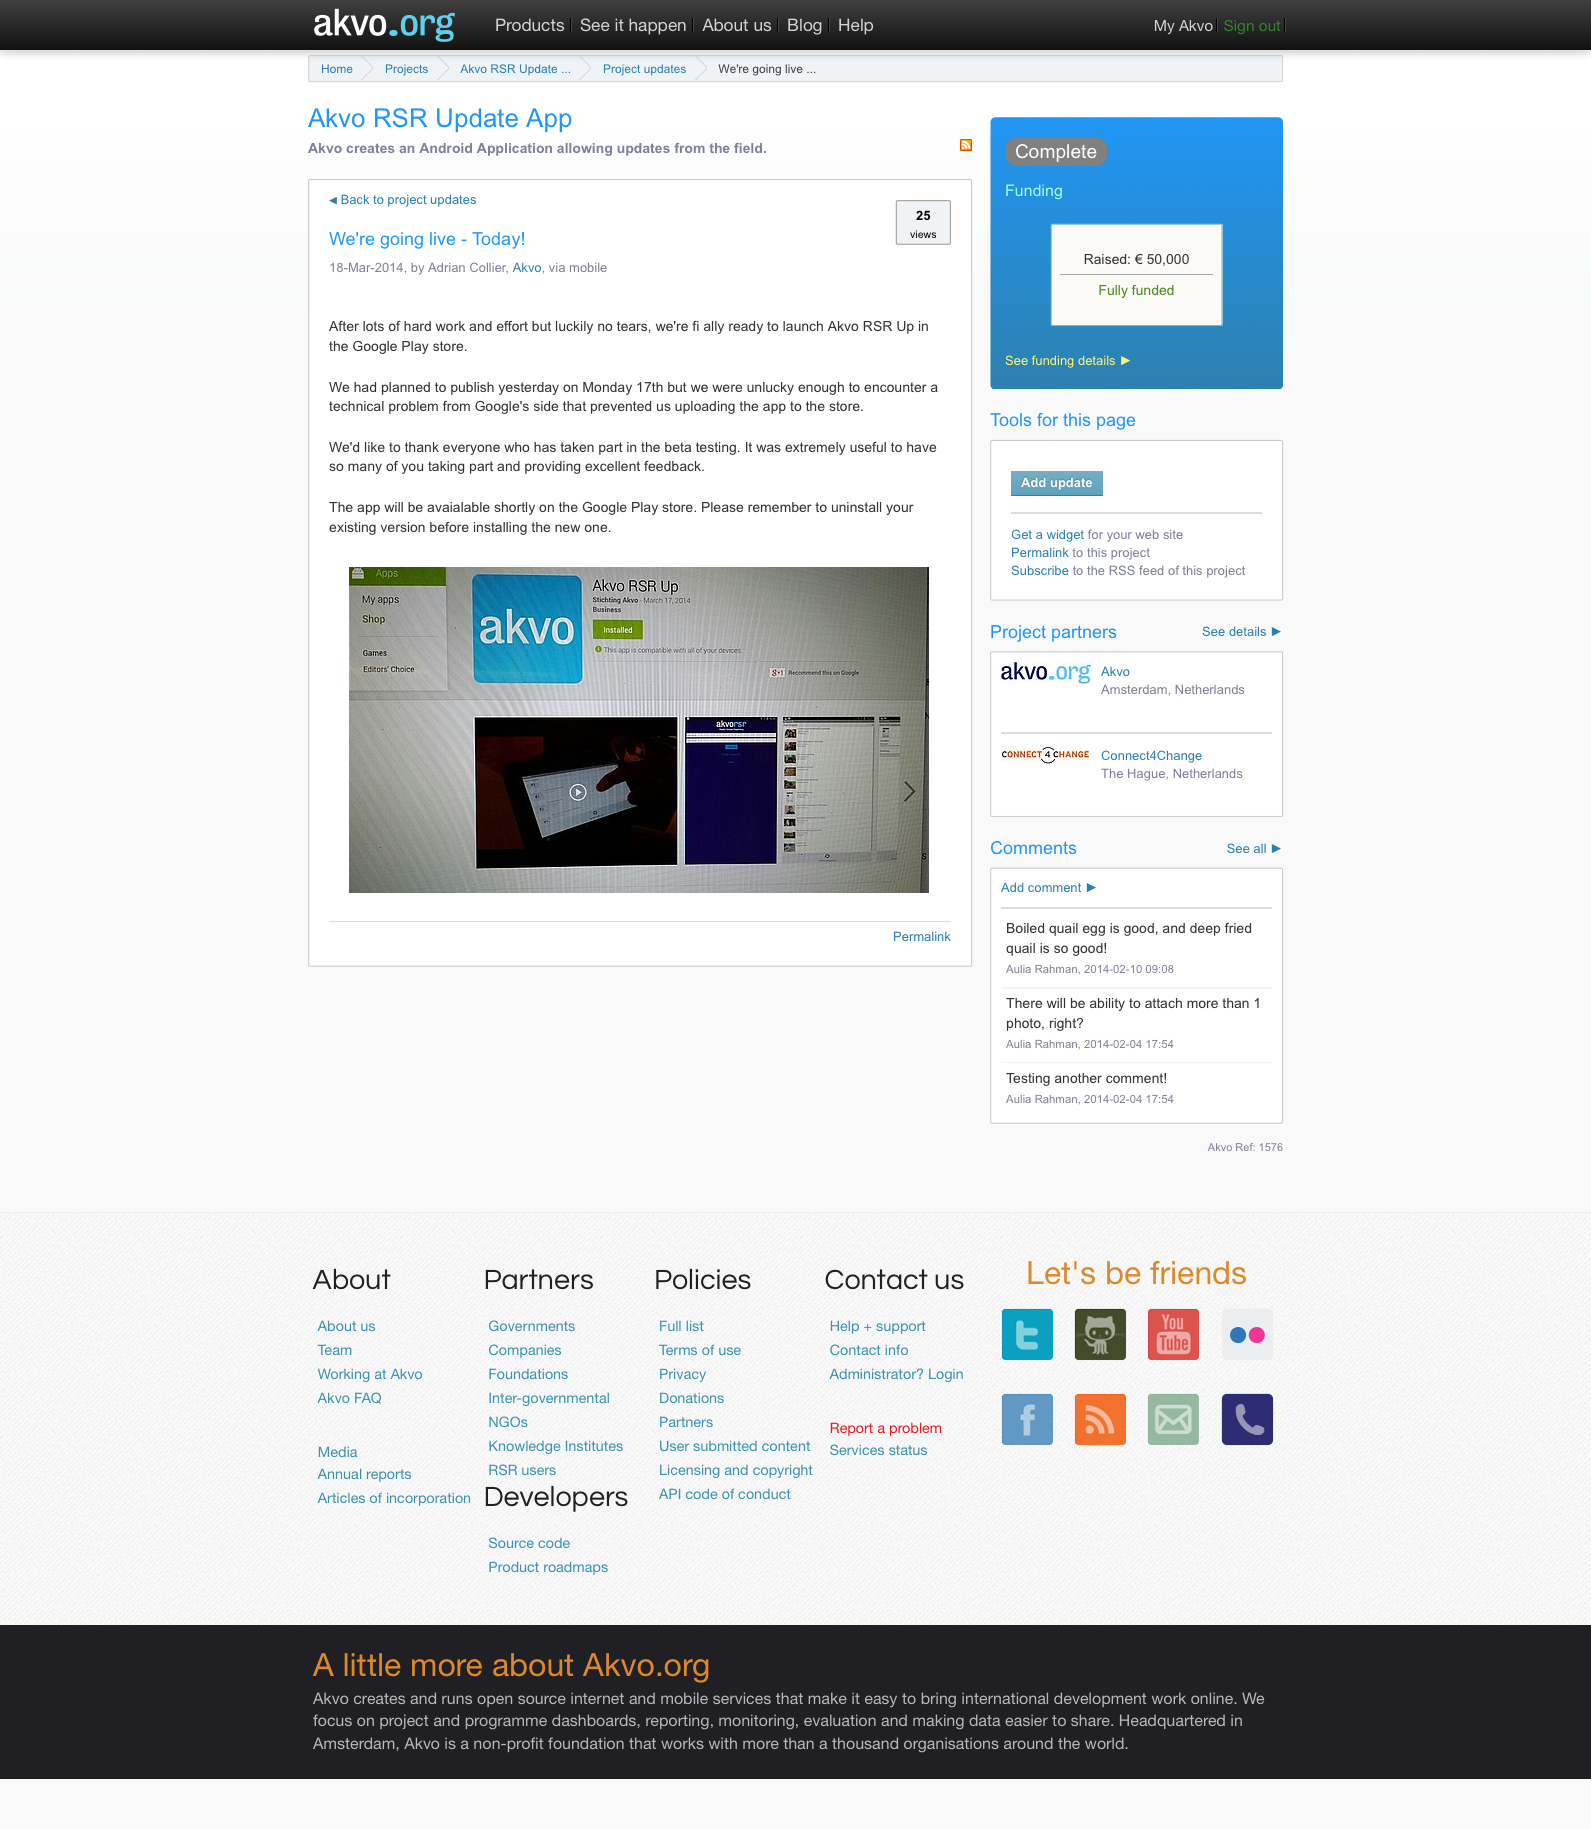 akvo.org
Products
See it happen
About us
Blog
Help
My Akvo
Sign out
Home
Projects
Akvo RSR Update ...
Project updates
We're going live ...
Akvo RSR Update App
Akvo creates an Android Application allowing updates from the field.
◀ Back to project updates
25
views
We're going live - Today!
18-Mar-2014, by Adrian Collier, Akvo, via mobile
After lots of hard work and effort but luckily no tears, we're fi ally ready to launch Akvo RSR Up in
the Google Play store.
We had planned to publish yesterday on Monday 17th but we were unlucky enough to encounter a
technical problem from Google's side that prevented us uploading the app to the store.
We'd like to thank everyone who has taken part in the beta testing. It was extremely useful to have
so many of you taking part and providing excellent feedback.
The app will be avaialable shortly on the Google Play store. Please remember to uninstall your
existing version before installing the new one.
Apps
My apps
Shop
Games
Editors' Choice
akvo
Akvo RSR Up
Stichting Akvo - March 17, 2014
Business
Installed
This app is compatible with all of your devices.
g+1 Recommend this on Google
akvorsr
Permalink
Complete
Funding
Raised: € 50,000
Fully funded
See funding details ▶
Tools for this page
Add update
Get a widget for your web site
Permalink to this project
Subscribe to the RSS feed of this project
Project partners
See details ▶
akvo.org
Akvo
Amsterdam, Netherlands
CONNECT4CHANGE
Connect4Change
The Hague, Netherlands
Comments
See all ▶
Add comment ▶
Boiled quail egg is good, and deep fried
quail is so good!
Aulia Rahman, 2014-02-10 09:08
There will be ability to attach more than 1
photo, right?
Aulia Rahman, 2014-02-04 17:54
Testing another comment!
Aulia Rahman, 2014-02-04 17:54
Akvo Ref: 1576
About
About us
Team
Working at Akvo
Akvo FAQ
Media
Annual reports
Articles of incorporation
Partners
Governments
Companies
Foundations
Inter-governmental
NGOs
Knowledge Institutes
RSR users
Developers
Source code
Product roadmaps
Policies
Full list
Terms of use
Privacy
Donations
Partners
User submitted content
Licensing and copyright
API code of conduct
Contact us
Help + support
Contact info
Administrator? Login
Report a problem
Services status
Let's be friends
You
Tube
A little more about Akvo.org
Akvo creates and runs open source internet and mobile services that make it easy to bring international development work online. We
focus on project and programme dashboards, reporting, monitoring, evaluation and making data easier to share. Headquartered in
Amsterdam, Akvo is a non-profit foundation that works with more than a thousand organisations around the world.